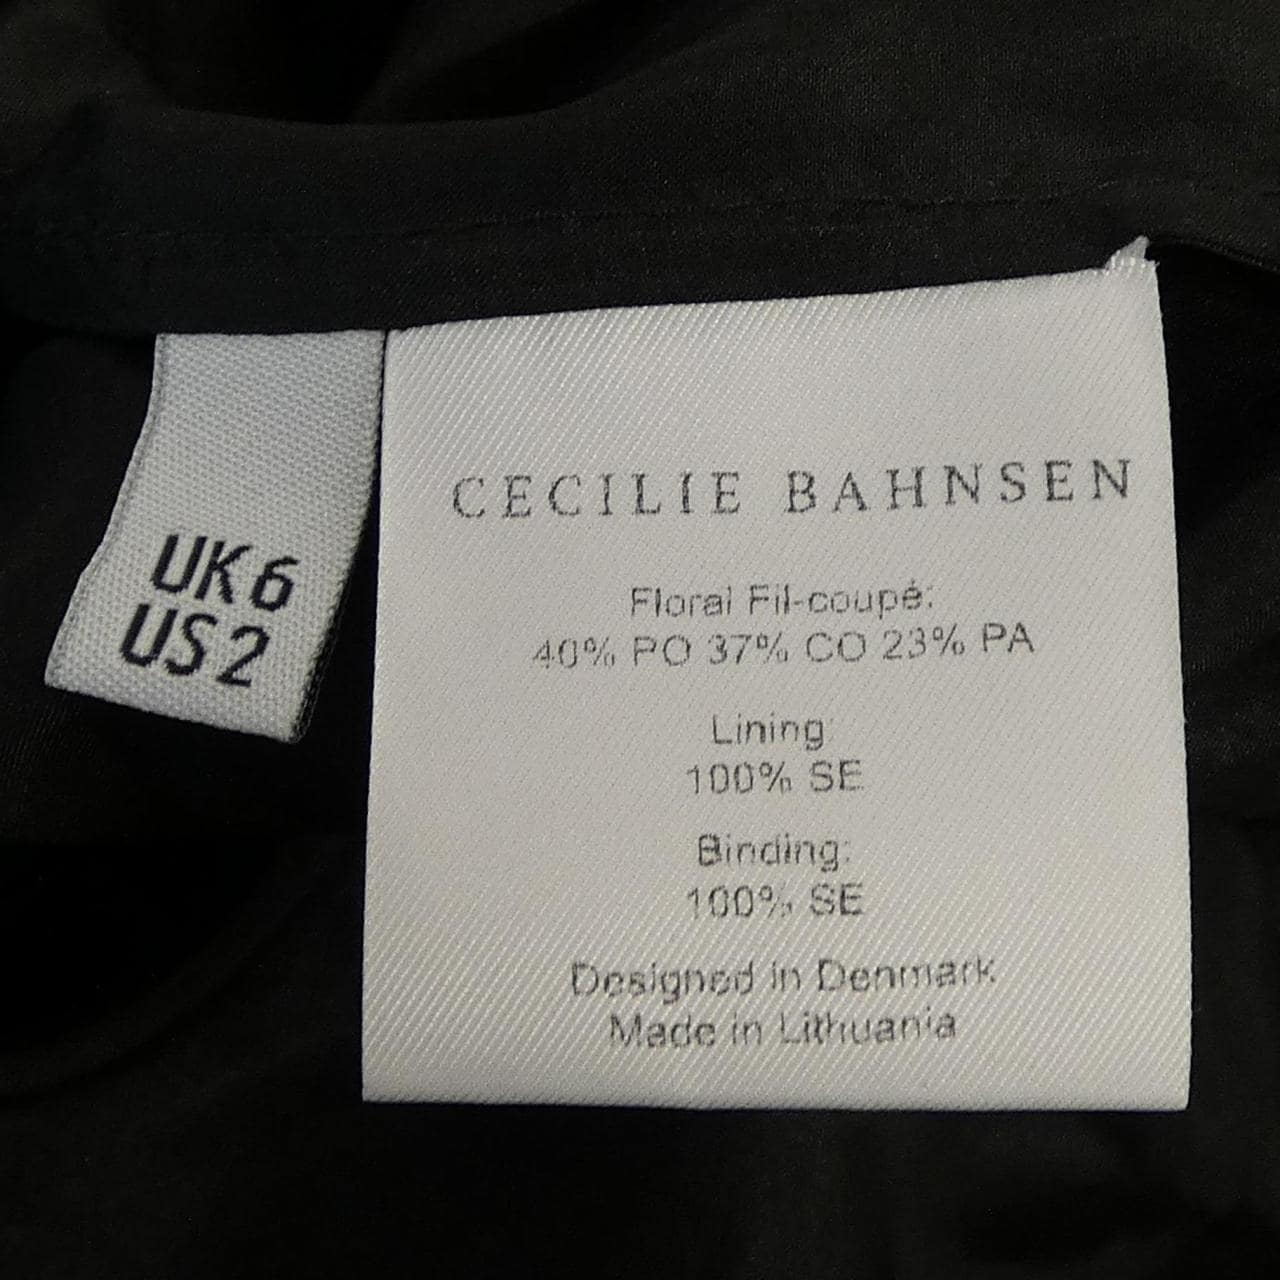 UK 6
US 2
CECILIE BAHNSEN
Floral Fil-coupé:
40% PO 37% CO 23% PA
Lining
100% SE
Binding:
100% SE
Designed in Denmark
Made in Lithuania